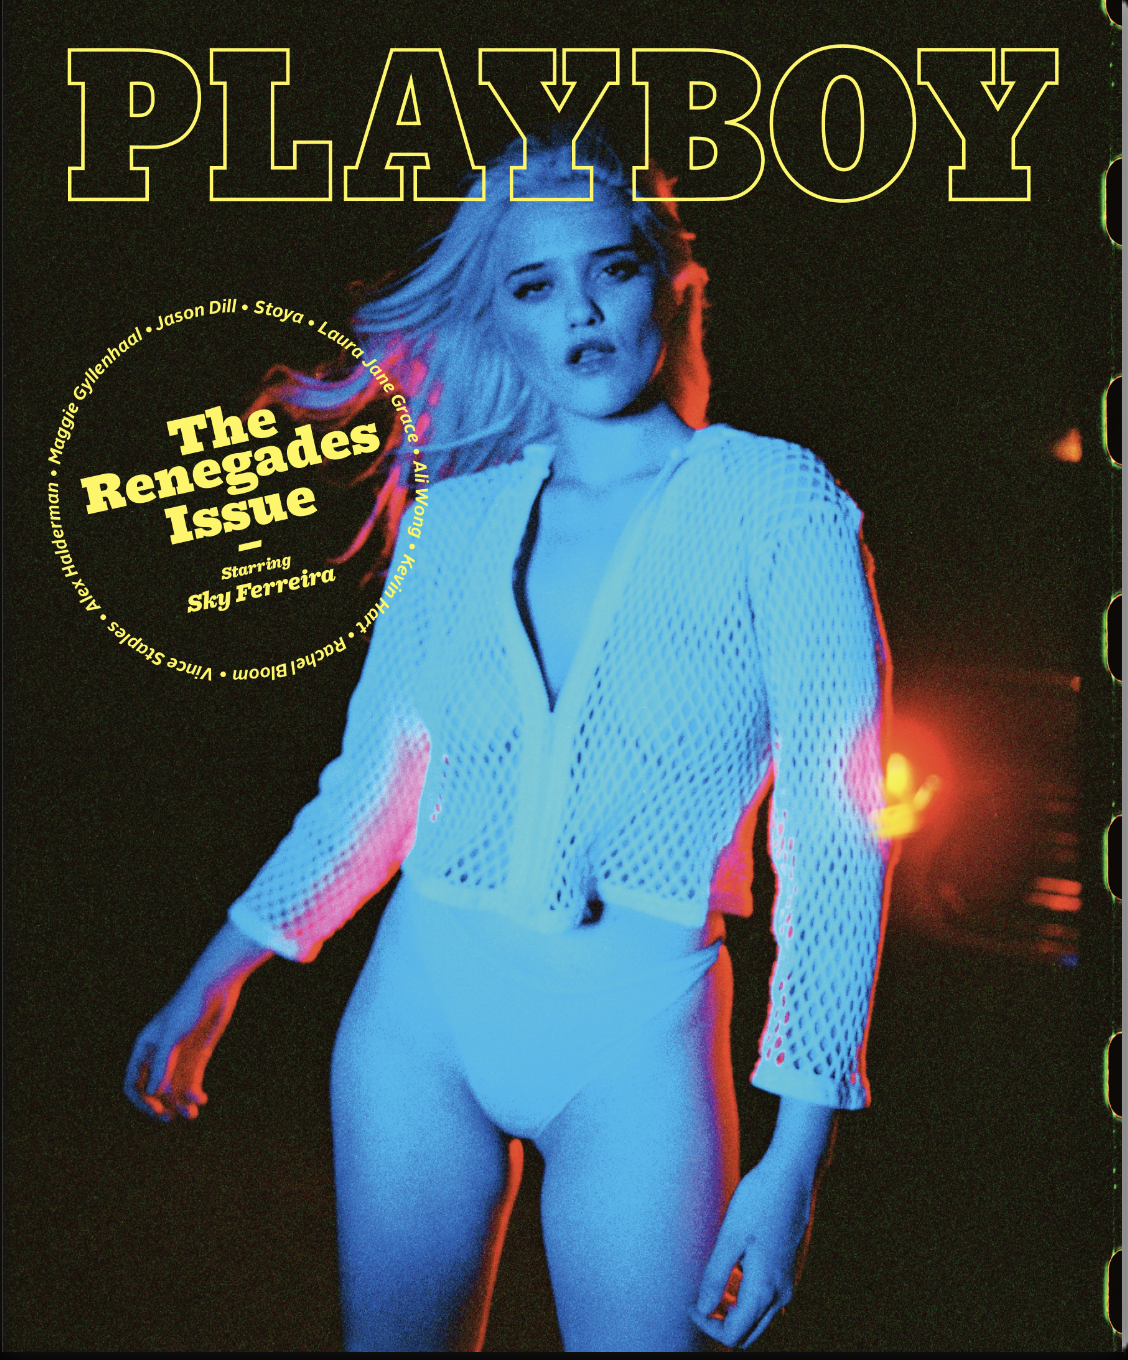 PLAYBOY
Maggie Gyllenhaal • Jason Dill • Stoya • Laura Jane Grace • Ali Wong • Kevin Hart • Rachel Bloom • Vince Staples • Alex Halderman •
The
Renegades
Issue
–
Starring
Sky Ferreira